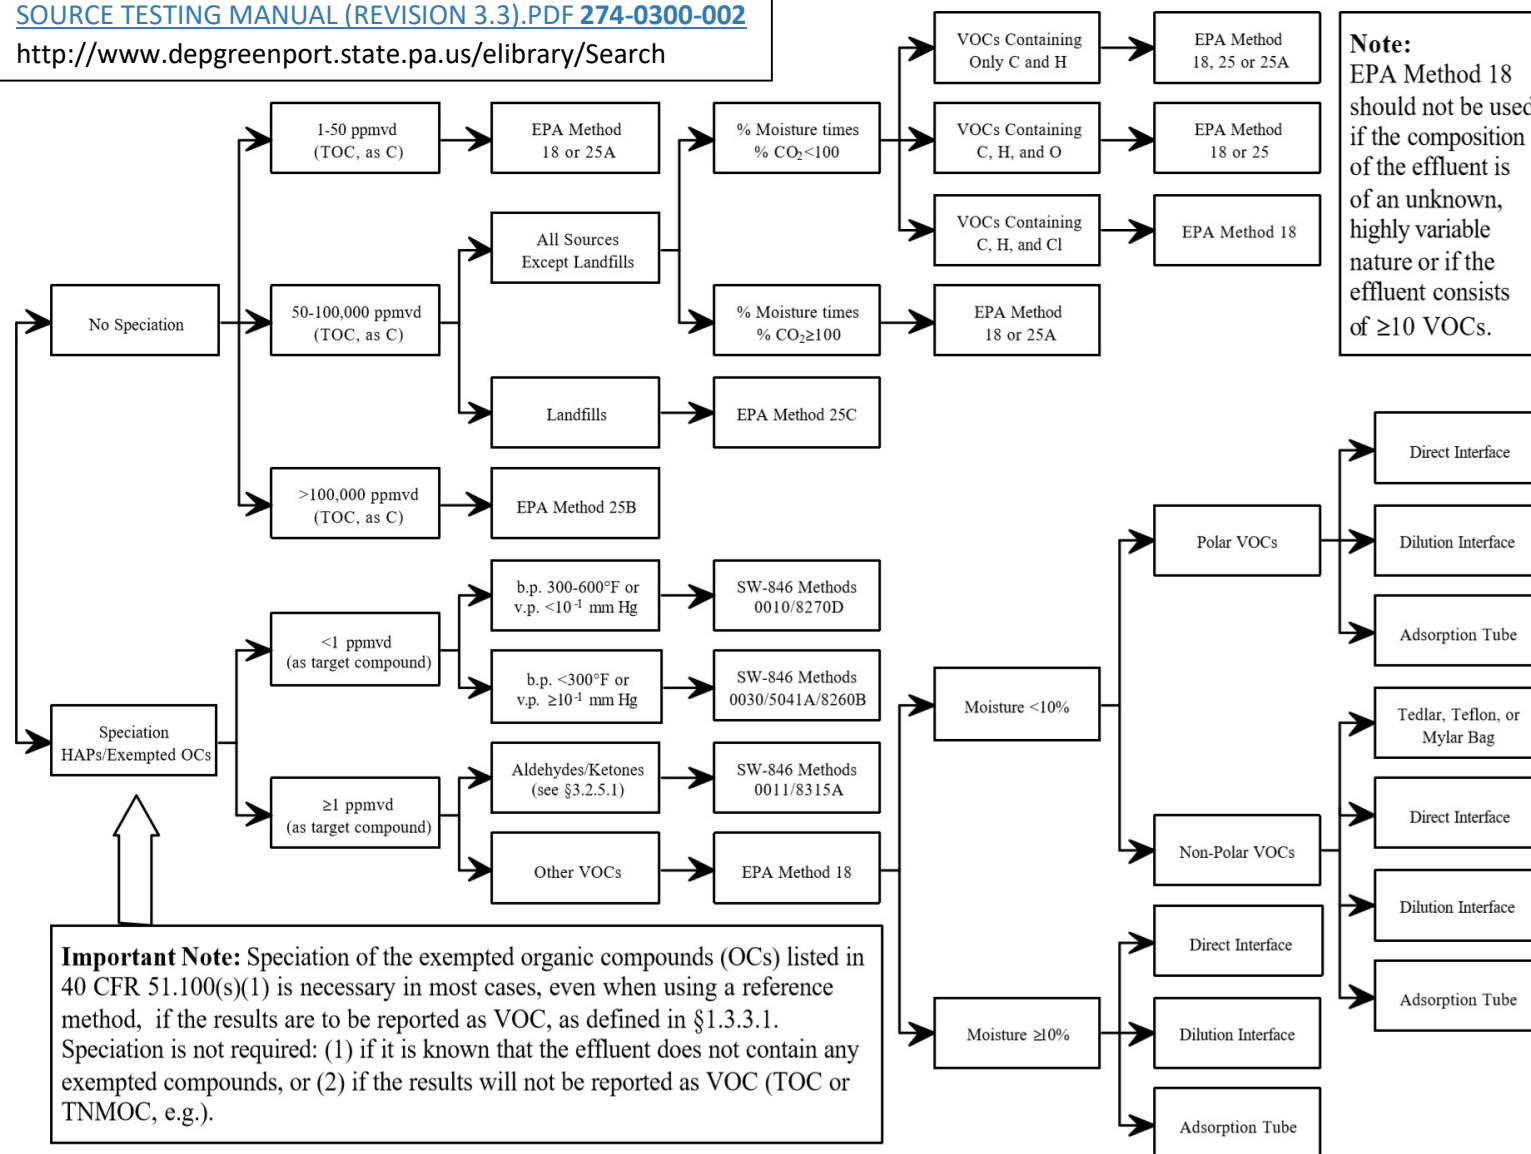 SOURCE TESTING MANUAL (REVISION 3.3).PDF 274-0300-002
http://www.depgreenport.state.pa.us/elibrary/Search
VOCs Containing
Only C and H
EPA Method
18, 25 or 25A
Note:
EPA Method 18
should not be used
if the composition
of the effluent is
of an unknown,
highly variable
nature or if the
effluent consists
of ≥10 VOCs.
1-50 ppmvd
(TOC, as C)
EPA Method
18 or 25A
% Moisture times
% CO₂<100
VOCs Containing
C, H, and O
EPA Method
18 or 25
All Sources
Except Landfills
VOCs Containing
C, H, and Cl
EPA Method 18
No Speciation
50-100,000 ppmvd
(TOC, as C)
% Moisture times
% CO₂≥100
EPA Method
18 or 25A
Landfills
EPA Method 25C
>100,000 ppmvd
(TOC, as C)
EPA Method 25B
Direct Interface
Polar VOCs
Dilution Interface
Adsorption Tube
b.p. 300-600°F or
v.p. <10⁻¹ mm Hg
SW-846 Methods
0010/8270D
<1 ppmvd
(as target compound)
b.p. <300°F or
v.p. ≥10⁻¹ mm Hg
SW-846 Methods
0030/5041A/8260B
Moisture <10%
Speciation
HAPs/Exempted OCs
Tedlar, Teflon, or
Mylar Bag
Aldehydes/Ketones
(see §3.2.5.1)
SW-846 Methods
0011/8315A
≥1 ppmvd
(as target compound)
Direct Interface
Other VOCs
EPA Method 18
Non-Polar VOCs
Dilution Interface
Direct Interface
Adsorption Tube
Moisture ≥10%
Dilution Interface
Adsorption Tube
Important Note: Speciation of the exempted organic compounds (OCs) listed in
40 CFR 51.100(s)(1) is necessary in most cases, even when using a reference
method, if the results are to be reported as VOC, as defined in §1.3.3.1.
Speciation is not required: (1) if it is known that the effluent does not contain any
exempted compounds, or (2) if the results will not be reported as VOC (TOC or
TNMOC, e.g.).